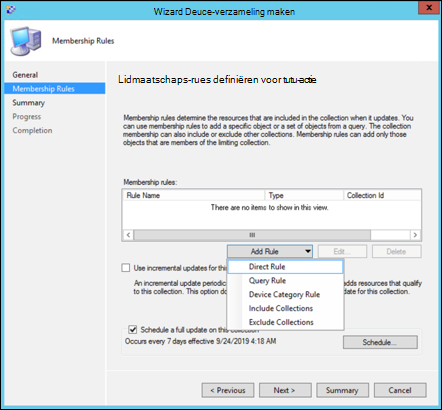 Wizard Deuce-verzameling maken
Membership Rules
General
Membership Rules
Summary
Progress
Completion
Lidmaatschaps-rues definiëren voor tutu-actie
Membership rules determine the resources that are included in the collection when it updates. You
can use membership rules to add a specific object or a set of objects from a query. The collection
membership can also include or exclude other collections. Membership rules can add only those
objects that are members of the limiting collection.
Membership rules:
Rule Name Type Collection Id
There are no items to show in this view.
Add Rule Edit... Delete
Direct Rule
Query Rule
Device Category Rule
Include Collections
Exclude Collections
Use incremental updates for this
An incremental update periodic adds resources that qualify
to this collection. This option do date for this collection.
Schedule a full update on this collection
Occurs every 7 days effective 9/24/2019 4:18 AM
Schedule...
< Previous Next > Summary Cancel